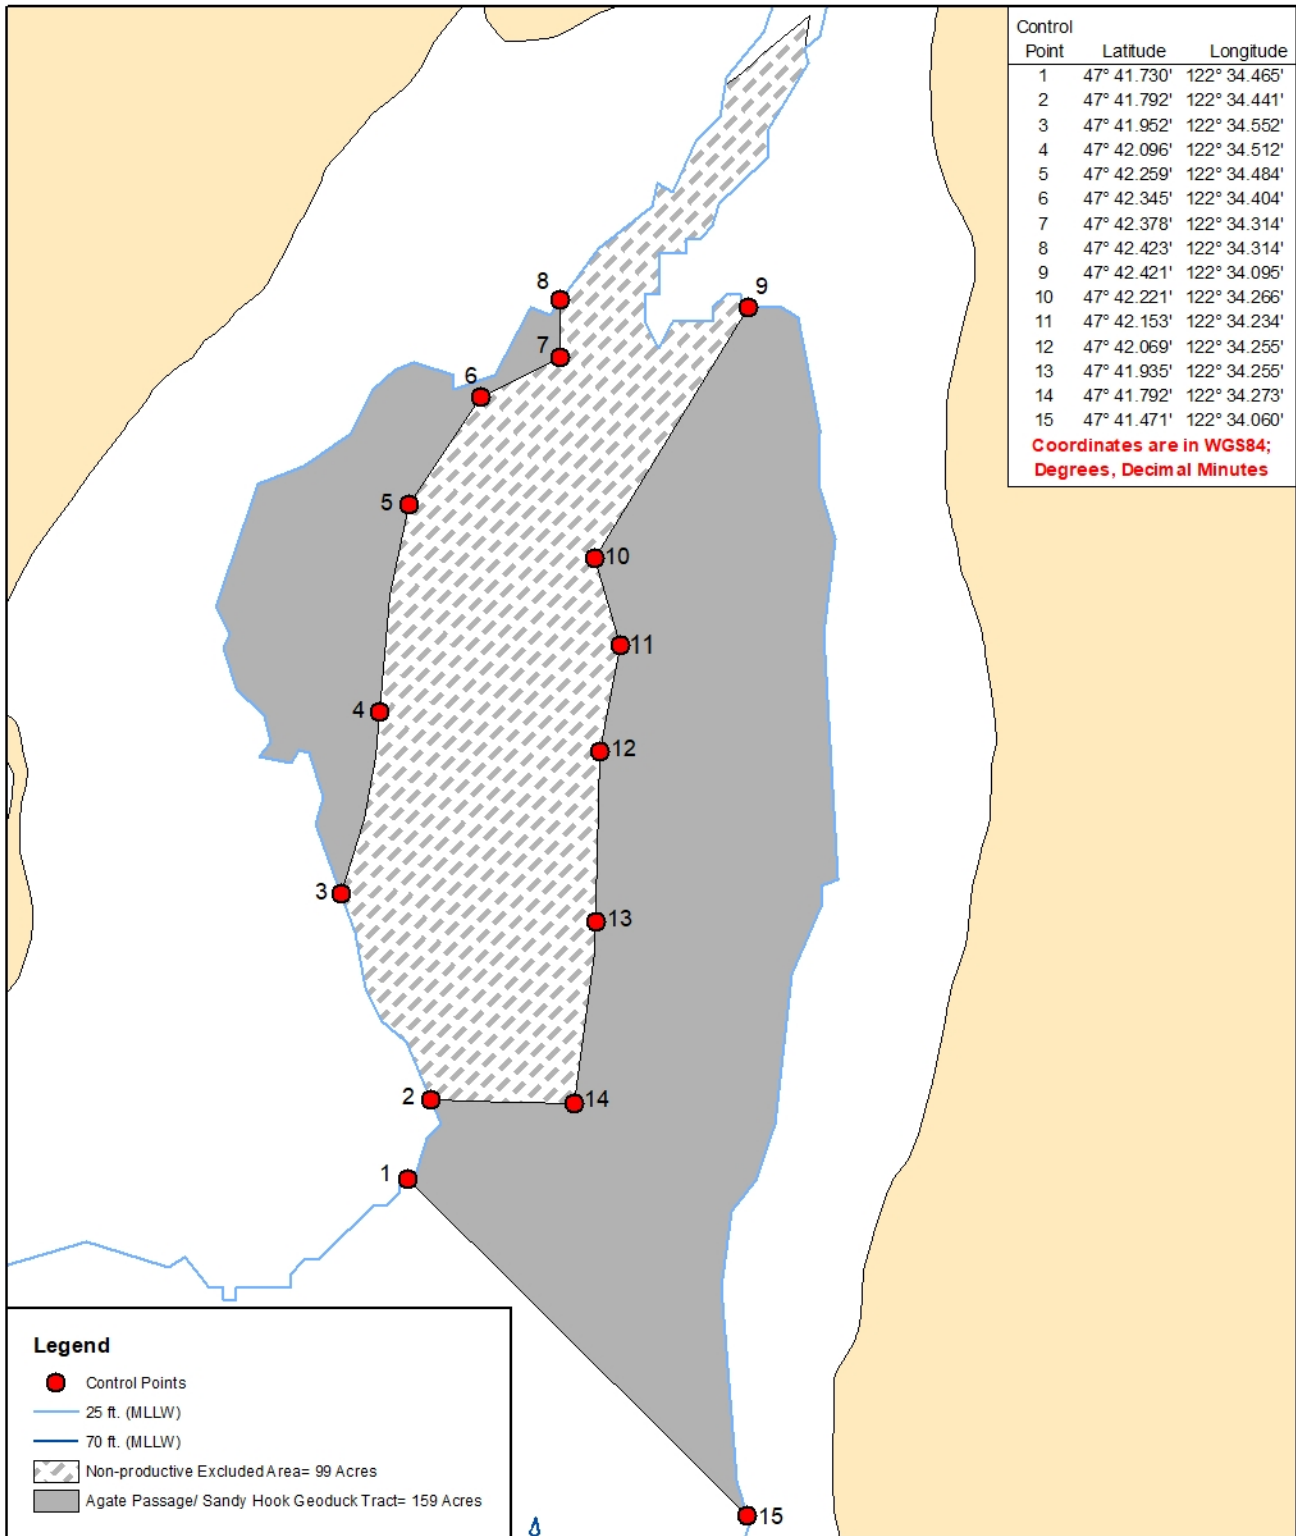 Control
Point Latitude Longitude
1 47° 41.730' 122° 34.465'
2 47° 41.792' 122° 34.441'
3 47° 41.952' 122° 34.552'
4 47° 42.096' 122° 34.512'
5 47° 42.259' 122° 34.484'
6 47° 42.345' 122° 34.404'
7 47° 42.378' 122° 34.314'
8 47° 42.423' 122° 34.314'
9 47° 42.421' 122° 34.095'
10 47° 42.221' 122° 34.266'
11 47° 42.153' 122° 34.234'
12 47° 42.069' 122° 34.255'
13 47° 41.935' 122° 34.255'
14 47° 41.792' 122° 34.273'
15 47° 41.471' 122° 34.060'
Coordinates are in WGS84;
Degrees, Decimal Minutes
8
9
7
6
5
10
11
4
12
3
13
2
14
1
15
Legend
Control Points
25 ft. (MLLW)
70 ft. (MLLW)
Non-productive Excluded Area= 99 Acres
Agate Passage/ Sandy Hook Geoduck Tract= 159 Acres